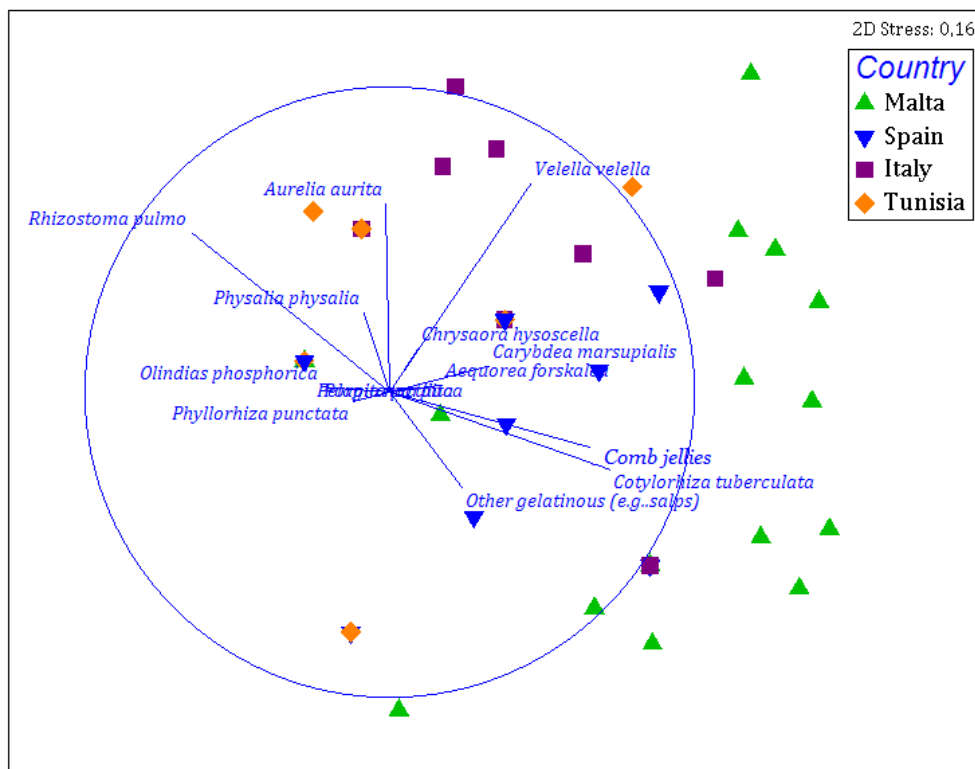 2D Stress: 0,16
Country
Malta
Spain
Italy
Tunisia
Velella velella
Aurelia aurita
Rhizostoma pulmo
Physalia physalia
Chrysaora hysoscella
Carybdea marsupialis
Aequorea forskalea
Olindias phosphorica
Phyllorhiza punctata
Comb jellies
Cotylorhiza tuberculata
Other gelatinous (e.g..salps)